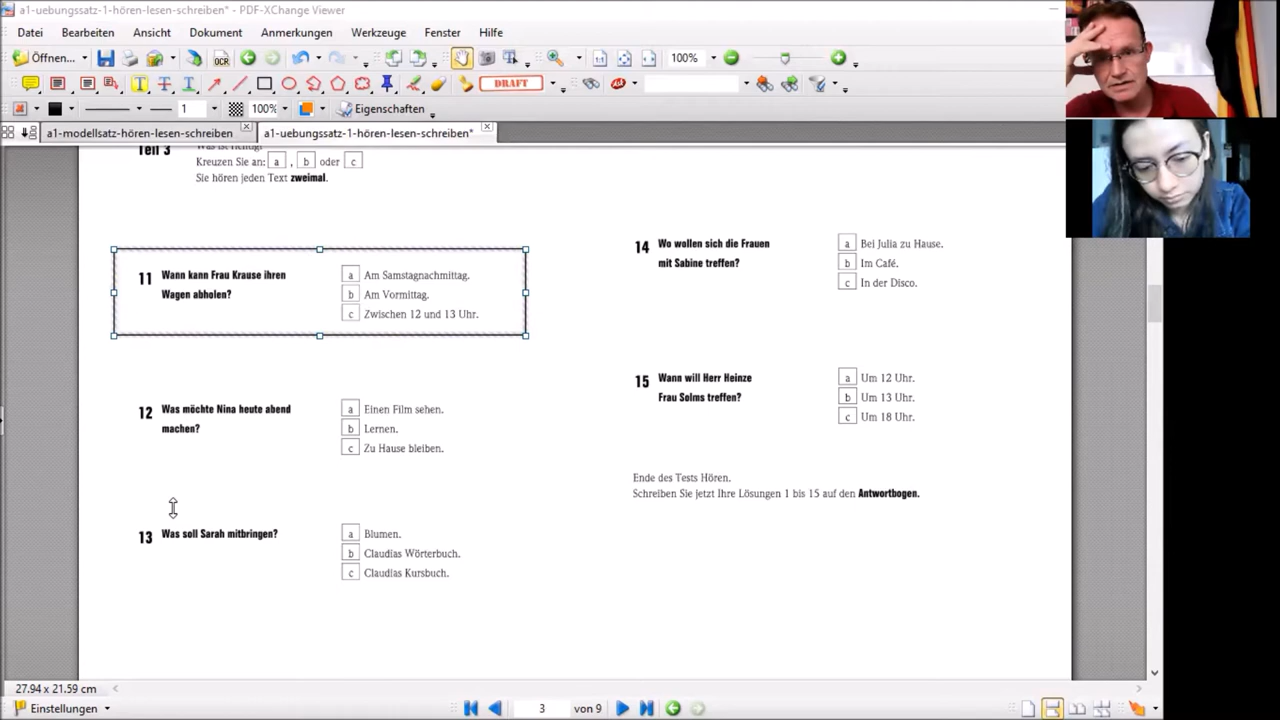 a1-uebungssatz-1-hören-lesen-schreiben* - PDF-XChange Viewer
Datei Bearbeiten Ansicht Dokument Anmerkungen Werkzeuge Fenster Hilfe
Öffnen... OCR 100%
DRAFT
1 100% Eigenschaften
a1-modellsatz-hören-lesen-schreiben a1-uebungssatz-1-hören-lesen-schreiben*
Teil 3 Was ist richtig?
Kreuzen Sie an: a , b oder c
Sie hören jeden Text zweimal.
11 Wann kann Frau Krause ihren Wagen abholen?
a Am Samstagnachmittag.
b Am Vormittag.
c Zwischen 12 und 13 Uhr.
12 Was möchte Nina heute abend machen?
a Einen Film sehen.
b Lernen.
c Zu Hause bleiben.
13 Was soll Sarah mitbringen?
a Blumen.
b Claudias Wörterbuch.
c Claudias Kursbuch.
14 Wo wollen sich die Frauen mit Sabine treffen?
a Bei Julia zu Hause.
b Im Café.
c In der Disco.
15 Wann will Herr Heinze Frau Solms treffen?
a Um 12 Uhr.
b Um 13 Uhr.
c Um 18 Uhr.
Ende des Tests Hören.
Schreiben Sie jetzt Ihre Lösungen 1 bis 15 auf den Antwortbogen.
27.94 x 21.59 cm
Einstellungen 3 von 9